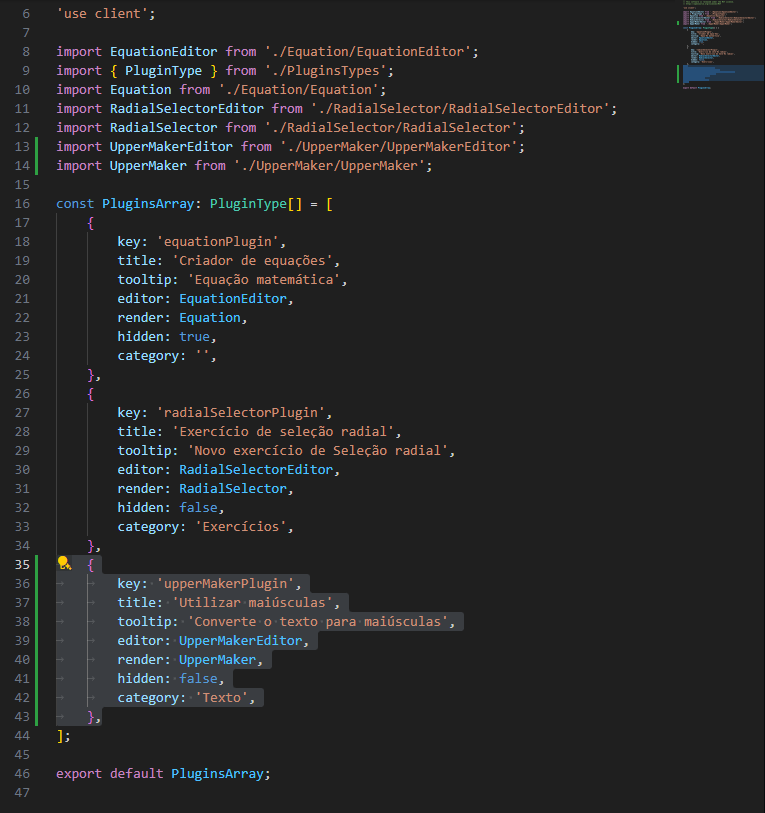 6 'use client';
7
8 import EquationEditor from './Equation/EquationEditor';
9 import { PluginType } from './PluginsTypes';
10 import Equation from './Equation/Equation';
11 import RadialSelectorEditor from './RadialSelector/RadialSelectorEditor';
12 import RadialSelector from './RadialSelector/RadialSelector';
13 import UpperMakerEditor from './UpperMaker/UpperMakerEditor';
14 import UpperMaker from './UpperMaker/UpperMaker';
15
16 const PluginsArray: PluginType[] = [
17     {
18         key: 'equationPlugin',
19         title: 'Criador de equações',
20         tooltip: 'Equação matemática',
21         editor: EquationEditor,
22         render: Equation,
23         hidden: true,
24         category: '',
25     },
26     {
27         key: 'radialSelectorPlugin',
28         title: 'Exercício de seleção radial',
29         tooltip: 'Novo exercício de Seleção radial',
30         editor: RadialSelectorEditor,
31         render: RadialSelector,
32         hidden: false,
33         category: 'Exercícios',
34     },
35     {
36         key: 'upperMakerPlugin',
37         title: 'Utilizar maiúsculas',
38         tooltip: 'Converte o texto para maiúsculas',
39         editor: UpperMakerEditor,
40         render: UpperMaker,
41         hidden: false,
42         category: 'Texto',
43     },
44 ];
45
46 export default PluginsArray;
47